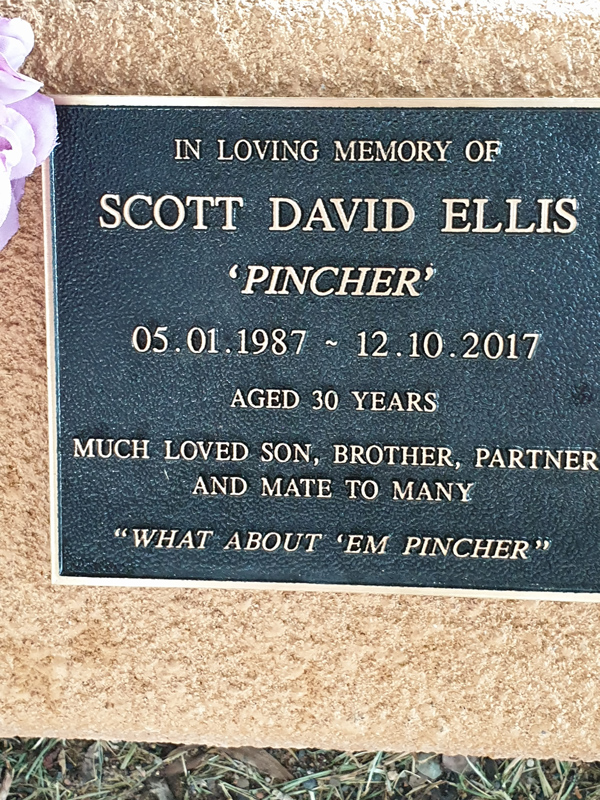 IN LOVING MEMORY OF
SCOTT DAVID ELLIS
‘PINCHER’
05.01.1987 ~ 12.10.2017
AGED 30 YEARS
MUCH LOVED SON, BROTHER, PARTNER
AND MATE TO MANY
“WHAT ABOUT ‘EM PINCHER”